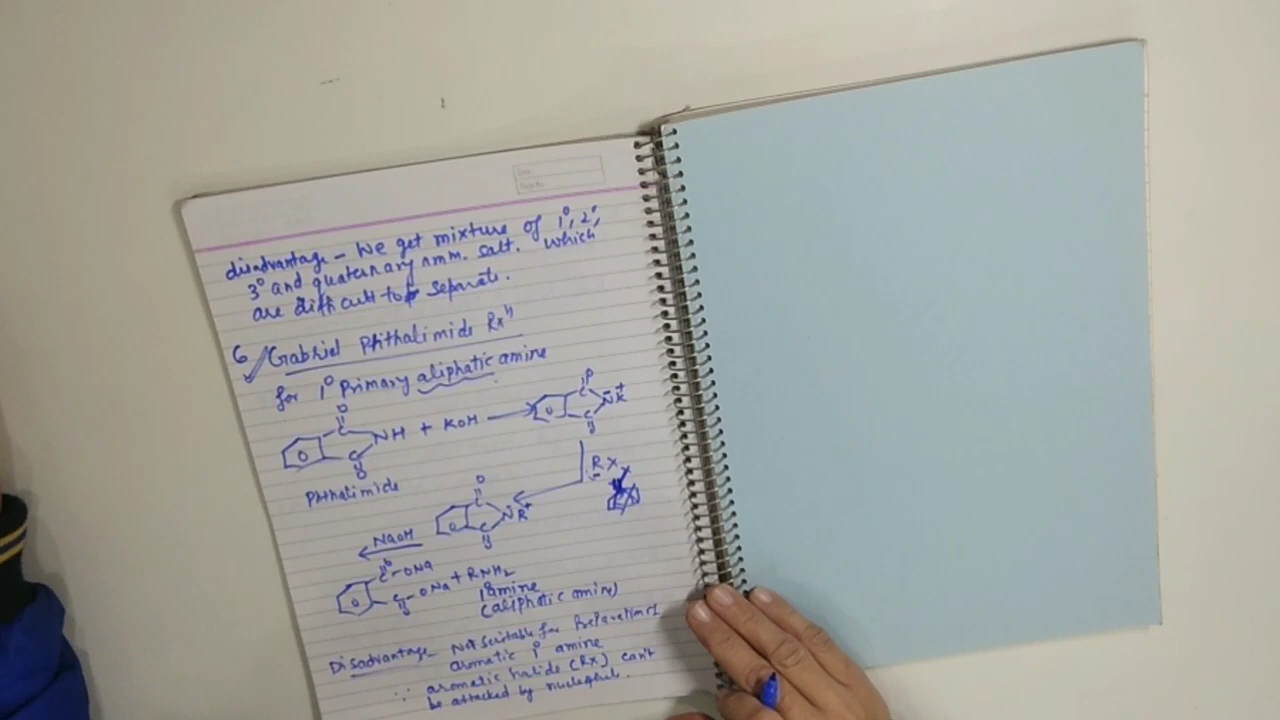 disadvantage - We get mixture of 1°, 2°,
3° and quaternary amm. salt. which
are difficult to separate.
6 Gabriel Phthalimide Rxⁿ
for 1° Primary aliphatic amine
O
C
NH + KOH →
C
O
C
N⁻K⁺
C
O
Phthalimide
RX
O
C
N⁻R⁺
C
O
NaOH
O
C-ONa
C-ONa + RNH₂
O
1° amine
(aliphatic amine)
Disadvantage - Not Suitable for Preparation of
aromatic 1° amine
∵ aromatic halide (RX) can't
be attacked by nucleophile.